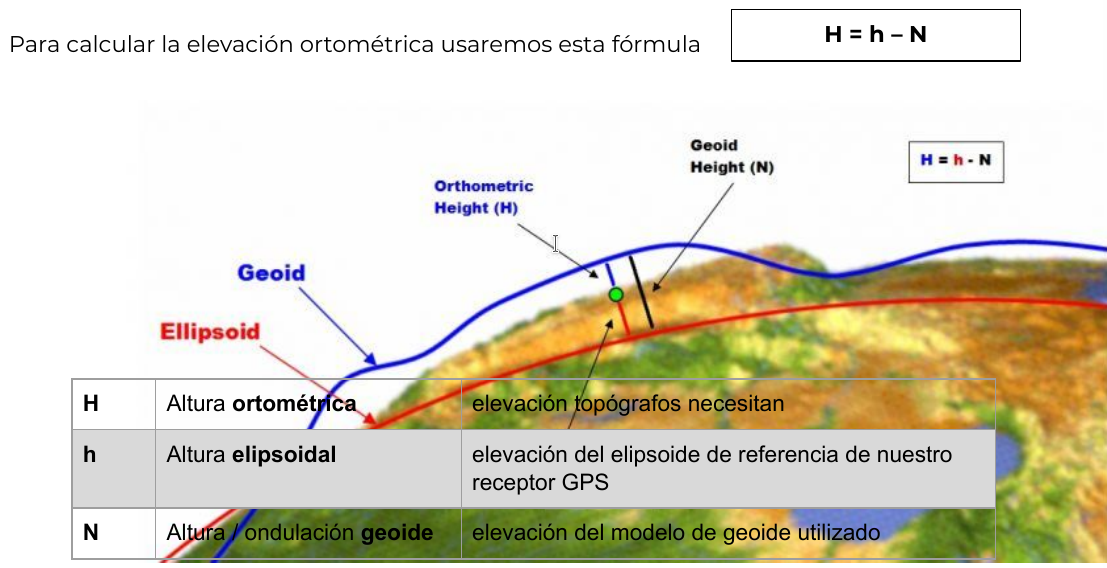 Para calcular la elevación ortométrica usaremos esta fórmula
H = h – N
Geoid
Height (N)
H = h - N
Orthometric
Height (H)
Geoid
Ellipsoid
H Altura ortométrica elevación topógrafos necesitan
h Altura elipsoidal elevación del elipsoide de referencia de nuestro
receptor GPS
N Altura / ondulación geoide elevación del modelo de geoide utilizado